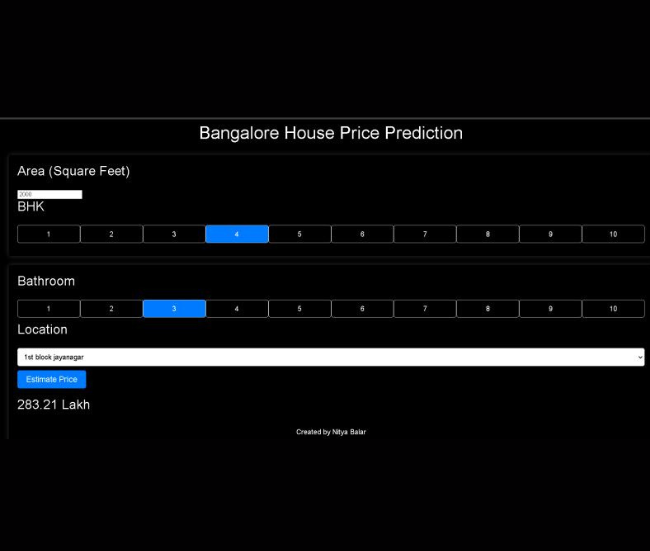 Bangalore House Price Prediction
Area (Square Feet)
2000
BHK
1 2 3 4 5 6 7 8 9 10
Bathroom
1 2 3 4 5 6 7 8 9 10
Location
1st block jayanagar
Estimate Price
283.21 Lakh
Created by Nitya Balar